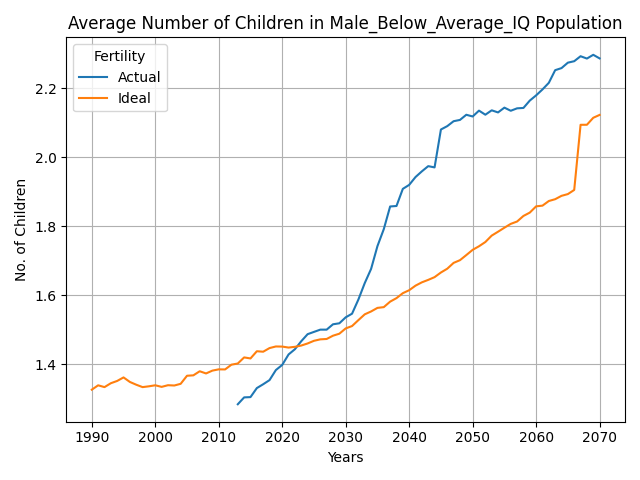 Average Number of Children in Male_Below_Average_IQ Population
Fertility
Actual
Ideal
2.2
2.0
1.8
1.6
1.4
No. of Children
1990 2000 2010 2020 2030 2040 2050 2060 2070
Years